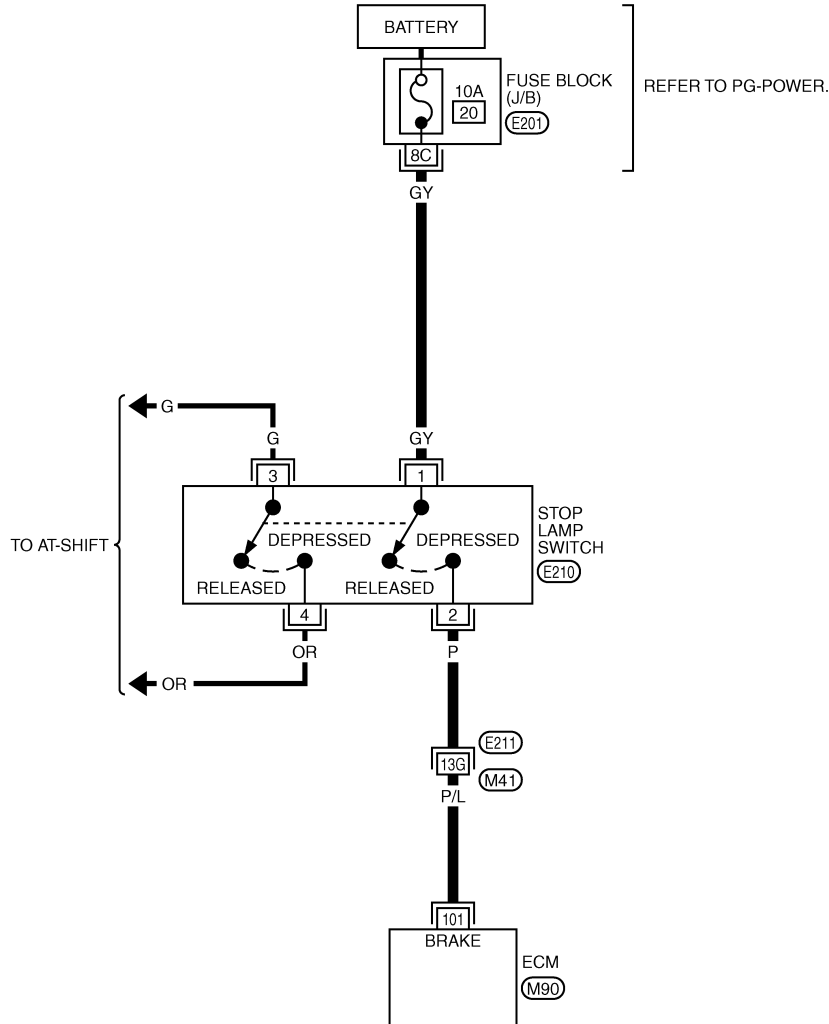 BATTERY
FUSE BLOCK
(J/B)
REFER TO PG-POWER.
10A
20
E201
8C
GY
G
G
GY
3
1
STOP
LAMP
SWITCH
TO AT-SHIFT
DEPRESSED
DEPRESSED
E210
RELEASED
RELEASED
4
2
OR
P
OR
E211
13G
M41
P/L
101
BRAKE
ECM
M90